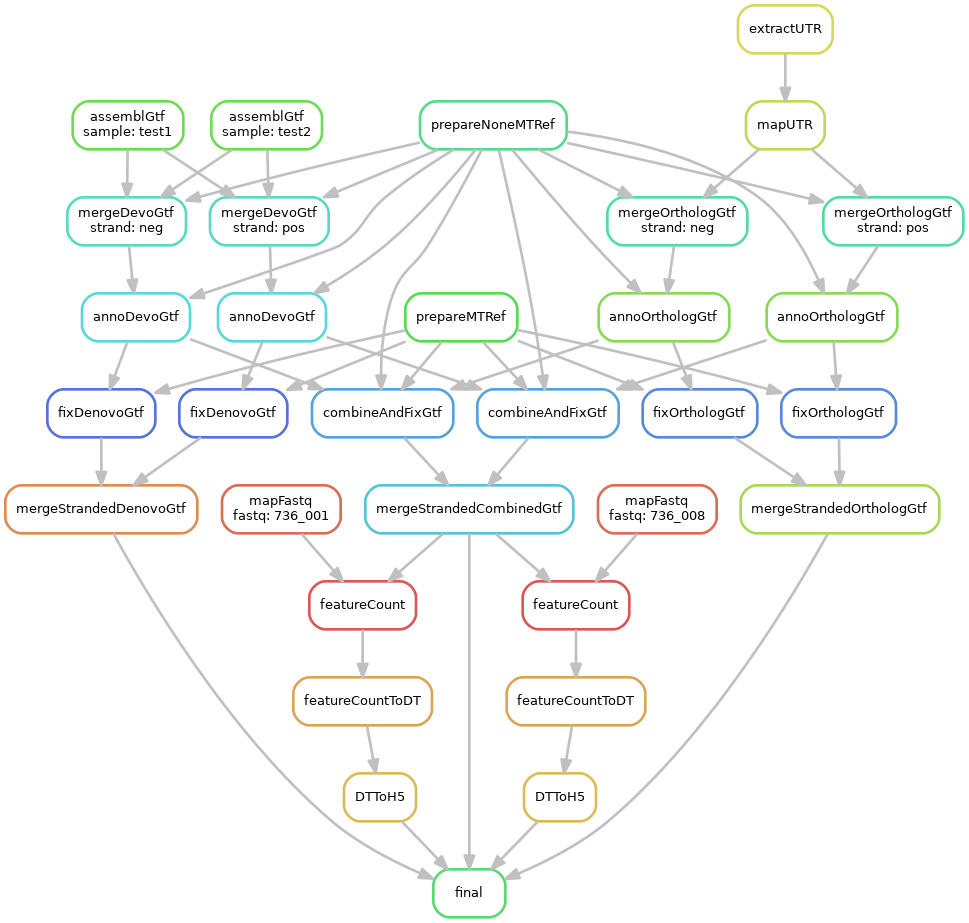 extractUTR
assemblGtf
sample: test1
assemblGtf
sample: test2
prepareNoneMTRef
mapUTR
mergeDevoGtf
strand: neg
mergeDevoGtf
strand: pos
mergeOrthologGtf
strand: neg
mergeOrthologGtf
strand: pos
annoDevoGtf
annoDevoGtf
prepareMTRef
annoOrthologGtf
annoOrthologGtf
fixDenovoGtf
fixDenovoGtf
combineAndFixGtf
combineAndFixGtf
fixOrthologGtf
fixOrthologGtf
mergeStrandedDenovoGtf
mapFastq
fastq: 736_001
mergeStrandedCombinedGtf
mapFastq
fastq: 736_008
mergeStrandedOrthologGtf
featureCount
featureCount
featureCountToDT
featureCountToDT
DTToH5
DTToH5
final